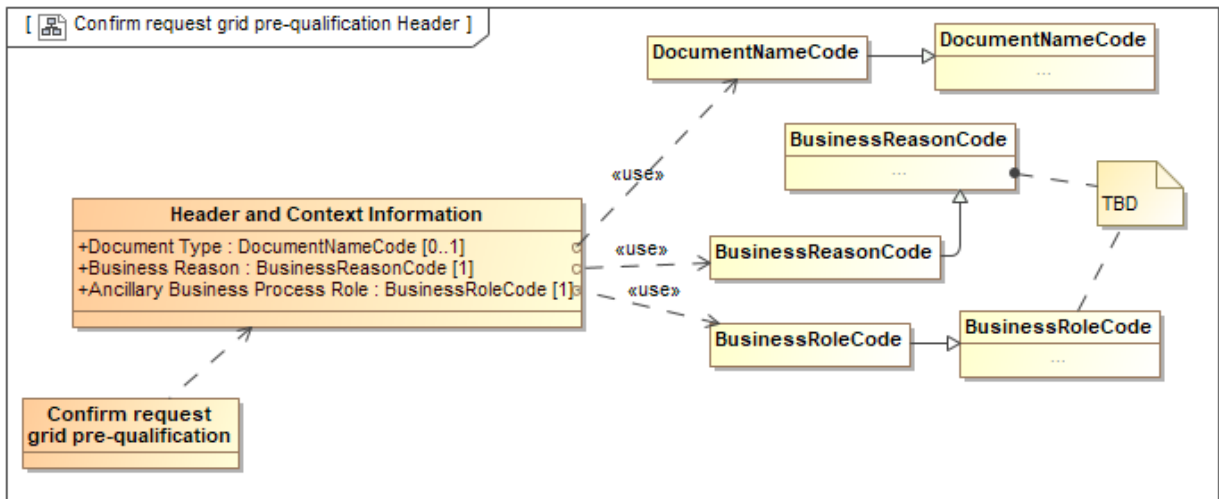 [ Confirm request grid pre-qualification Header ]
DocumentNameCode
DocumentNameCode
...
BusinessReasonCode
...
TBD
«use»
Header and Context Information
+Document Type : DocumentNameCode [0..1]
+Business Reason : BusinessReasonCode [1]
+Ancillary Business Process Role : BusinessRoleCode [1]
«use»
BusinessReasonCode
«use»
BusinessRoleCode
BusinessRoleCode
...
Confirm request
grid pre-qualification